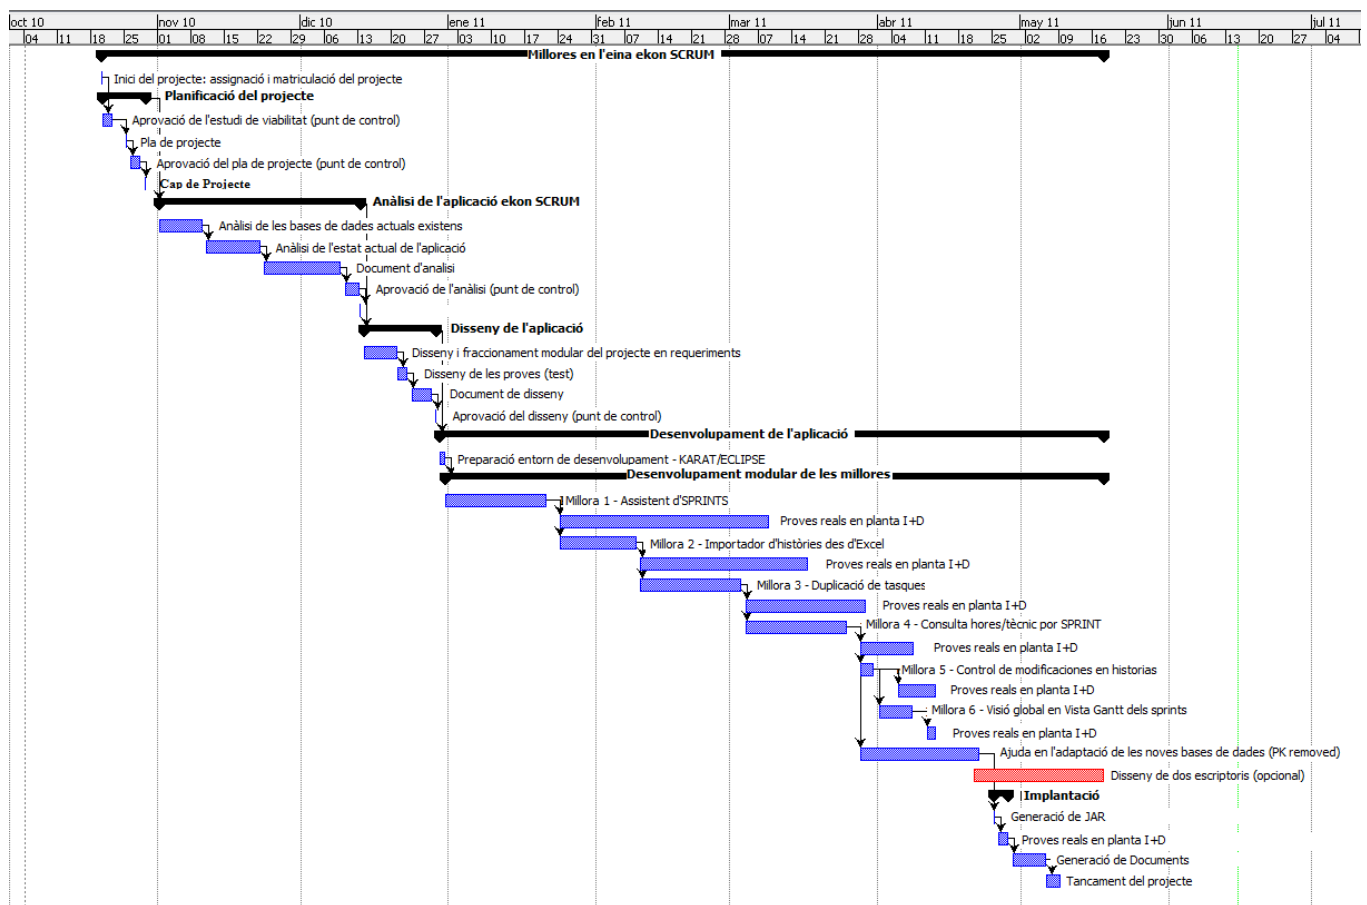 oct 10 nov 10 dic 10 ene 11 feb 11 mar 11 abr 11 may 11 jun 11 jul 11
04 11 18 25 01 08 15 22 29 06 13 20 27 03 10 17 24 31 07 14 21 28 07 14 21 28 04 11 18 25 02 09 16 23 30 06 13 20 27 04
Millores en l'eina ekon SCRUM
Inici del projecte: assignació i matriculació del projecte
Planificació del projecte
Aprovació de l'estudi de viabilitat (punt de control)
Pla de projecte
Aprovació del pla de projecte (punt de control)
Cap de Projecte
Anàlisi de l'aplicació ekon SCRUM
Anàlisi de les bases de dades actuals existens
Anàlisi de l'estat actual de l'aplicació
Document d'analisi
Aprovació de l'anàlisi (punt de control)
Disseny de l'aplicació
Disseny i fraccionament modular del projecte en requeriments
Disseny de les proves (test)
Document de disseny
Aprovació del disseny (punt de control)
Desenvolupament de l'aplicació
Preparació entorn de desenvolupament - KARAT/ECLIPSE
Desenvolupament modular de les millores
Millora 1 - Assistent d'SPRINTS
Proves reals en planta I+D
Millora 2 - Importador d'històries des d'Excel
Proves reals en planta I+D
Millora 3 - Duplicació de tasques
Proves reals en planta I+D
Millora 4 - Consulta hores/tècnic por SPRINT
Proves reals en planta I+D
Millora 5 - Control de modificaciones en historias
Proves reals en planta I+D
Millora 6 - Visió global en Vista Gantt dels sprints
Proves reals en planta I+D
Ajuda en l'adaptació de les noves bases de dades (PK removed)
Disseny de dos escriptoris (opcional)
Implantació
Generació de JAR
Proves reals en planta I+D
Generació de Documents
Tancament del projecte